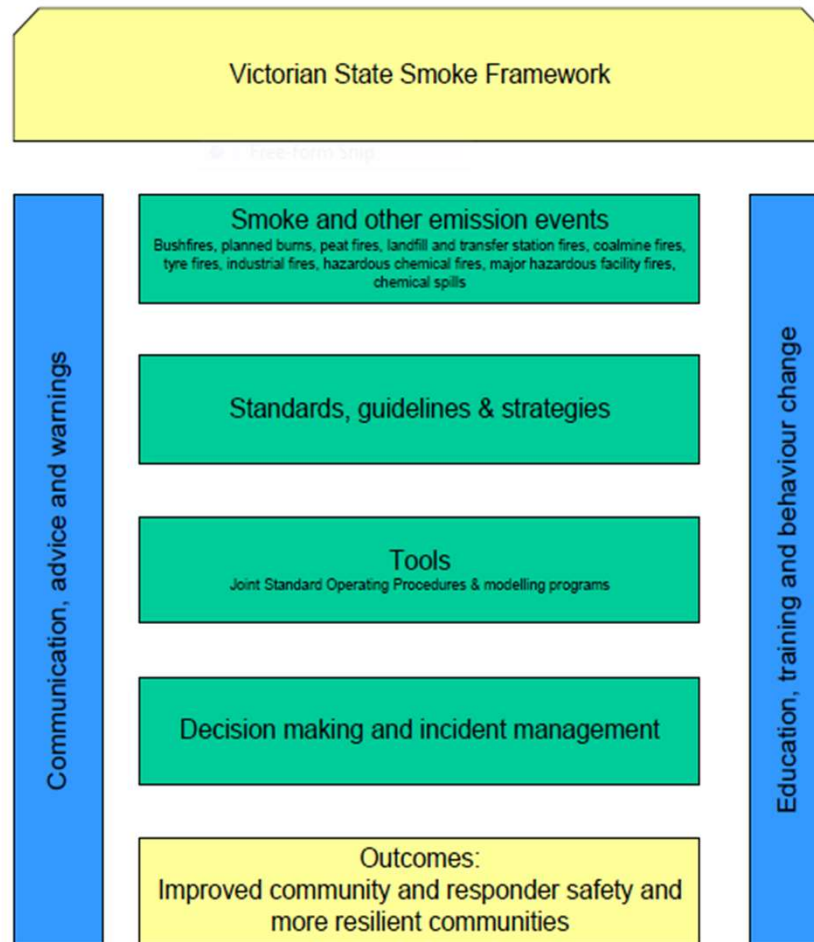 Victorian State Smoke Framework
Free-form Snip
Communication, advice and warnings
Smoke and other emission events
Bushfires, planned burns, peat fires, landfill and transfer station fires, coalmine fires,
tyre fires, industrial fires, hazardous chemical fires, major hazardous facility fires,
chemical spills
Standards, guidelines & strategies
Tools
Joint Standard Operating Procedures & modelling programs
Decision making and incident management
Outcomes:
Improved community and responder safety and
more resilient communities
Education, training and behaviour change